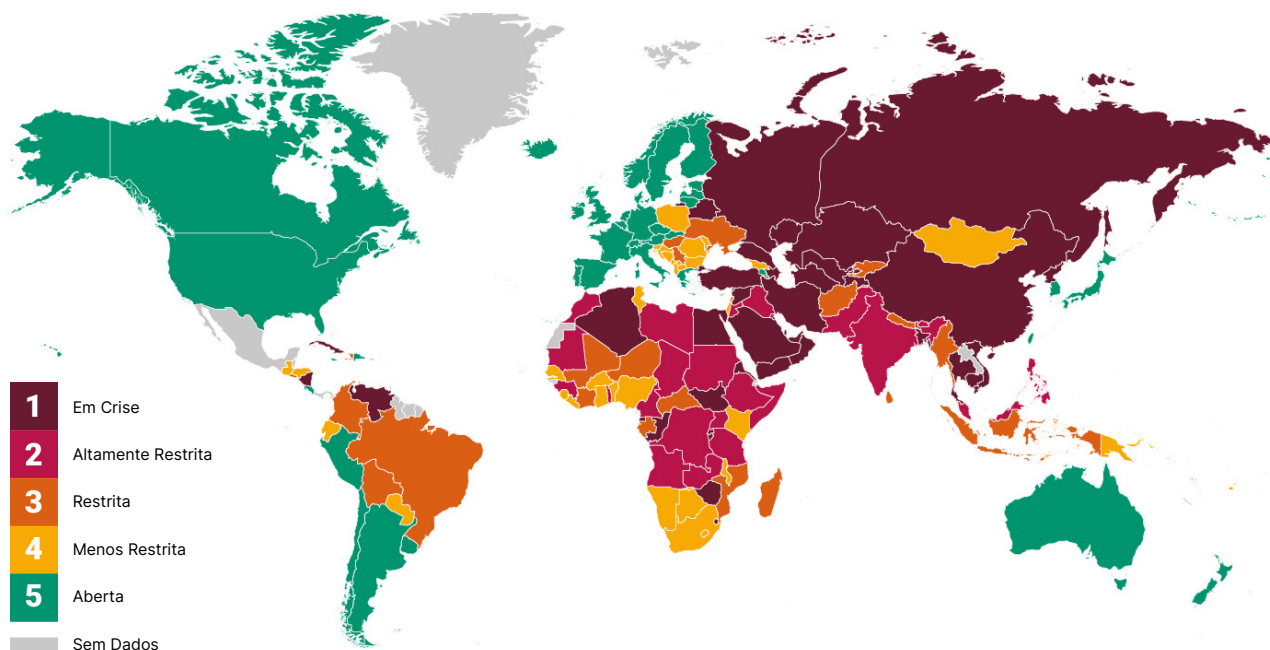 1 Em Crise
2 Altamente Restrita
3 Restrita
4 Menos Restrita
5 Aberta
Sem Dados